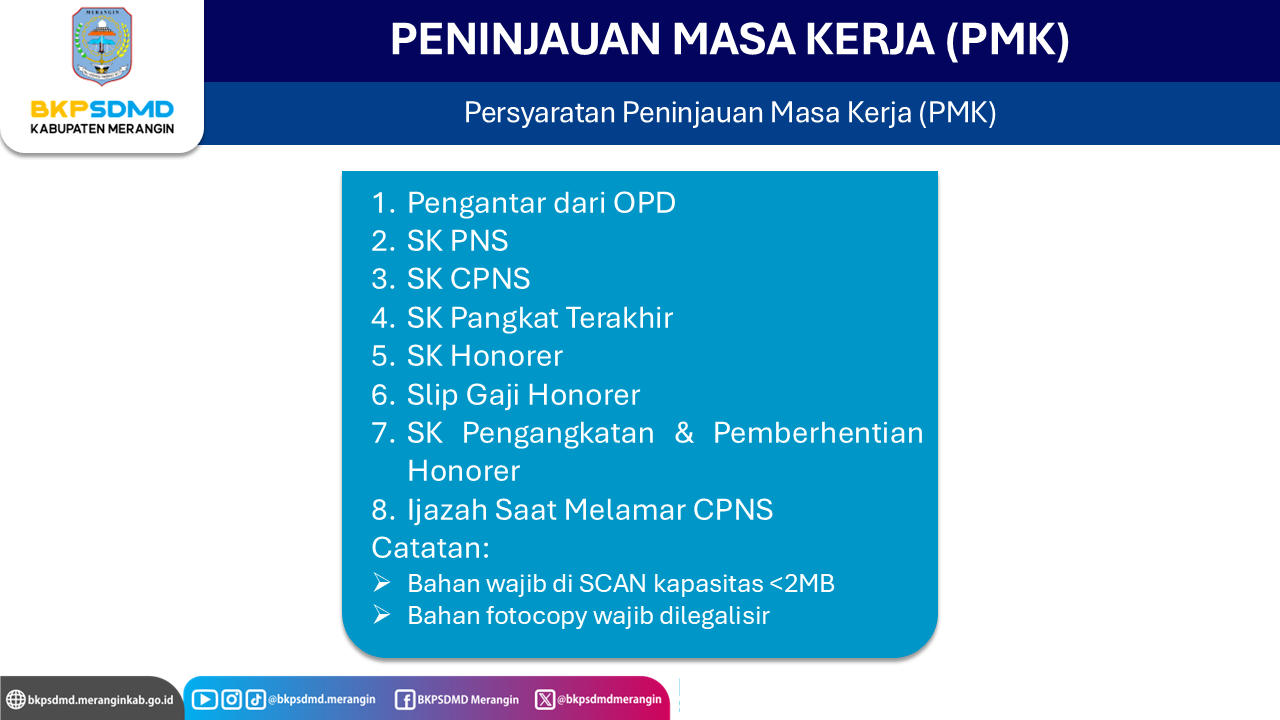 MERANGIN
BKPSDMD
KABUPATEN MERANGIN
PENINJAUAN MASA KERJA (PMK)
Persyaratan Peninjauan Masa Kerja (PMK)
1. Pengantar dari OPD
2. SK PNS
3. SK CPNS
4. SK Pangkat Terakhir
5. SK Honorer
6. Slip Gaji Honorer
7. SK Pengangkatan & Pemberhentian
Honorer
8. Ijazah Saat Melamar CPNS
Catatan:
➢ Bahan wajib di SCAN kapasitas <2MB
➢ Bahan fotocopy wajib dilegalisir
bkpsdmd.meranginkab.go.id
@bkpsdmd.merangin
BKPSDMD Merangin
@bkpsdmdmerangin